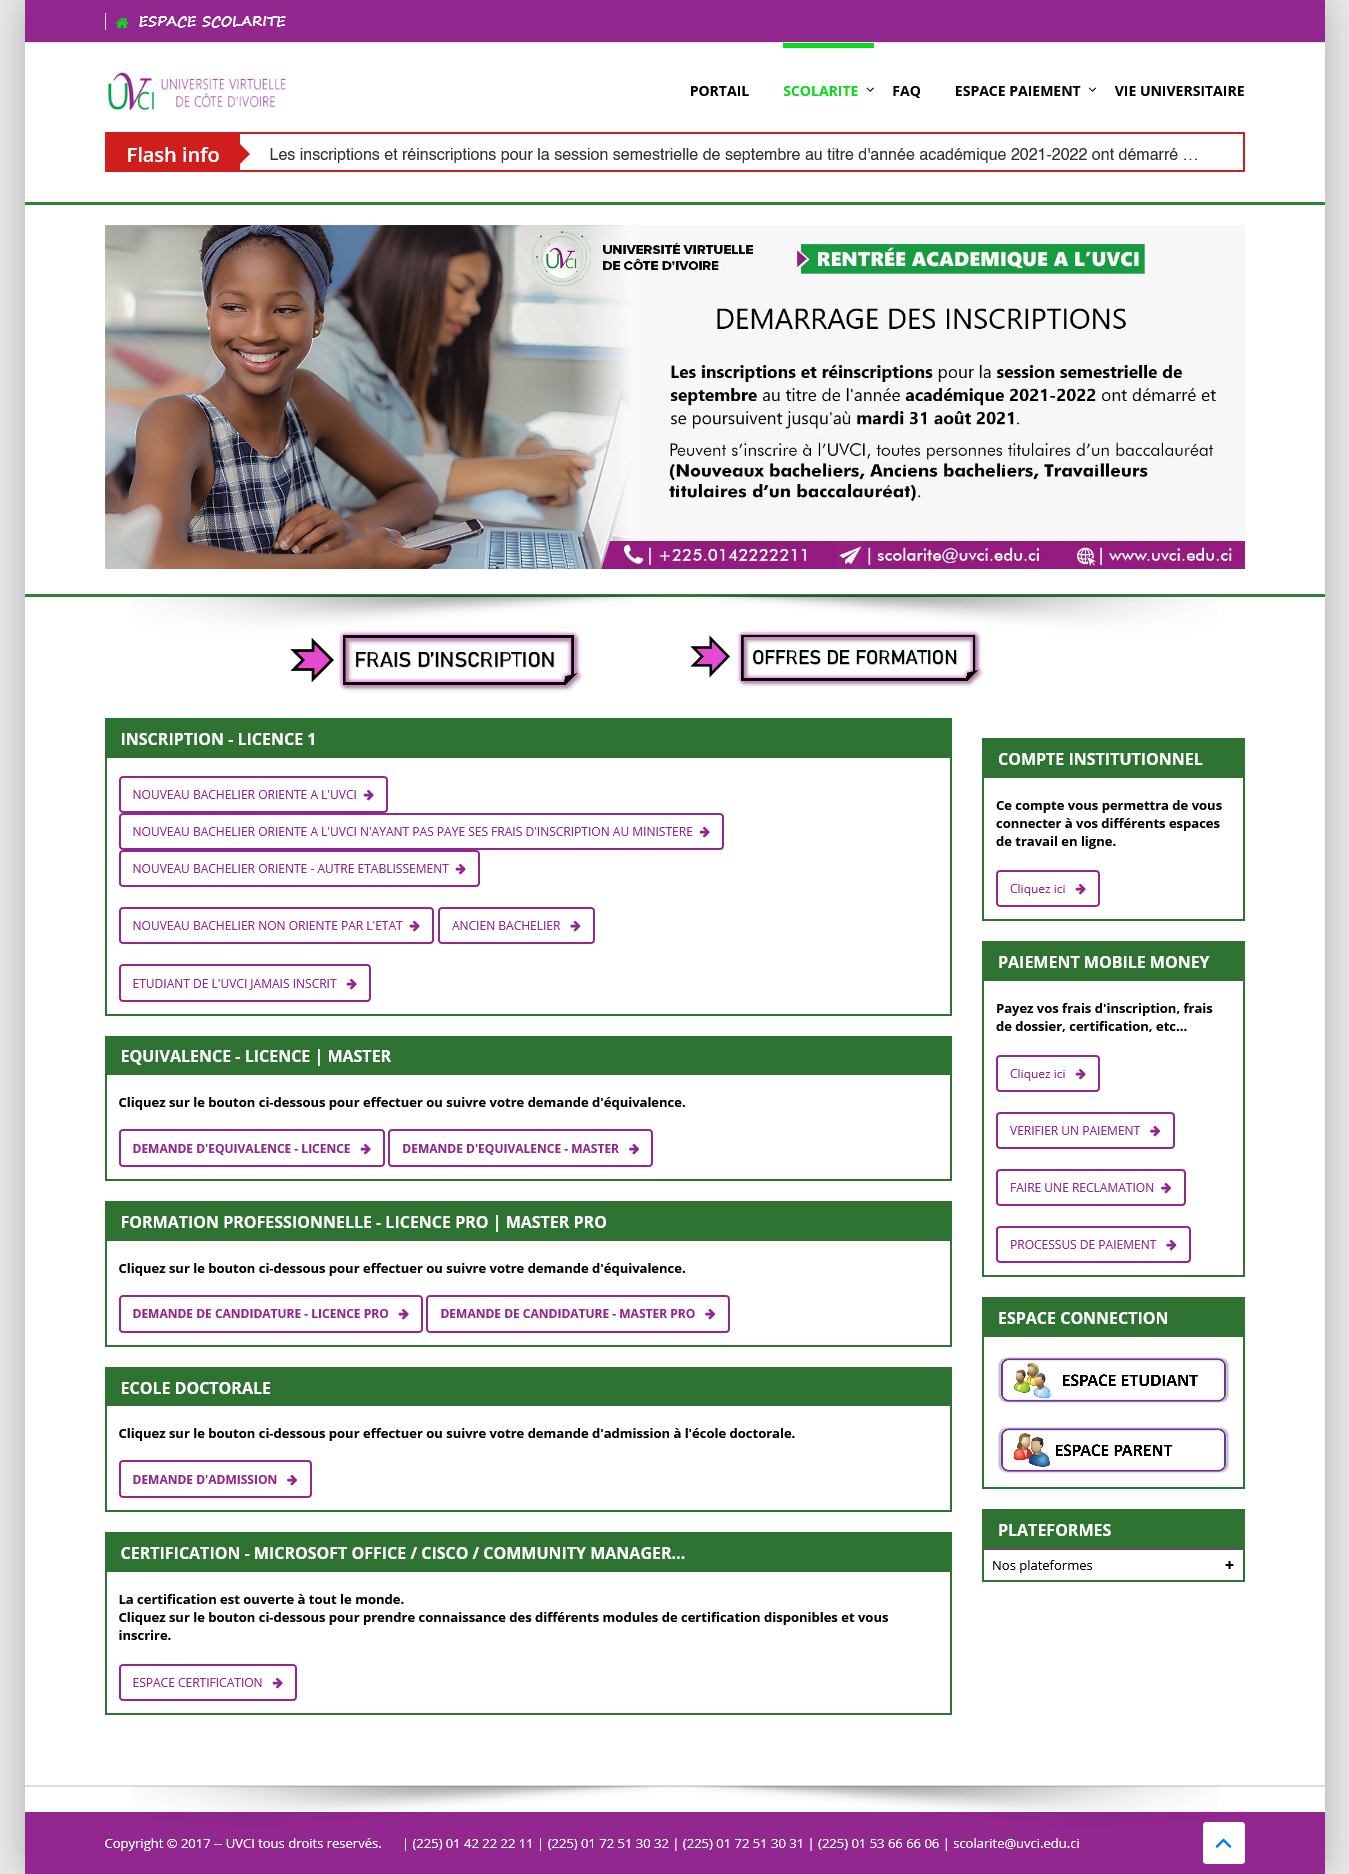 ESPACE SCOLARITE
UVCI UNIVERSITE VIRTUELLE
DE CÔTE D'IVOIRE
PORTAIL SCOLARITE FAQ ESPACE PAIEMENT VIE UNIVERSITAIRE
Flash info Les inscriptions et réinscriptions pour la session semestrielle de septembre au titre d'année académique 2021-2022 ont démarré ...
UVCI UNIVERSITÉ VIRTUELLE
DE CÔTE D'IVOIRE
RENTRÉE ACADEMIQUE A L'UVCI
DEMARRAGE DES INSCRIPTIONS
Les inscriptions et réinscriptions pour la session semestrielle de
septembre au titre de l'année académique 2021-2022 ont démarré et
se poursuivent jusqu'aù mardi 31 août 2021.
Peuvent s'inscrire à l'UVCI, toutes personnes titulaires d'un baccalauréat
(Nouveaux bacheliers, Anciens bacheliers, Travailleurs
titulaires d'un baccalauréat).
| +225.0142222211 | scolarite@uvci.edu.ci | www.uvci.edu.ci
FRAIS D'INSCRIPTION OFFRES DE FORMATION
INSCRIPTION - LICENCE 1
NOUVEAU BACHELIER ORIENTE A L'UVCI
NOUVEAU BACHELIER ORIENTE A L'UVCI N'AYANT PAS PAYE SES FRAIS D'INSCRIPTION AU MINISTERE
NOUVEAU BACHELIER ORIENTE - AUTRE ETABLISSEMENT
NOUVEAU BACHELIER NON ORIENTE PAR L'ETAT ANCIEN BACHELIER
ETUDIANT DE L'UVCI JAMAIS INSCRIT
EQUIVALENCE - LICENCE | MASTER
Cliquez sur le bouton ci-dessous pour effectuer ou suivre votre demande d'équivalence.
DEMANDE D'EQUIVALENCE - LICENCE DEMANDE D'EQUIVALENCE - MASTER
FORMATION PROFESSIONNELLE - LICENCE PRO | MASTER PRO
Cliquez sur le bouton ci-dessous pour effectuer ou suivre votre demande d'équivalence.
DEMANDE DE CANDIDATURE - LICENCE PRO DEMANDE DE CANDIDATURE - MASTER PRO
ECOLE DOCTORALE
Cliquez sur le bouton ci-dessous pour effectuer ou suivre votre demande d'admission à l'école doctorale.
DEMANDE D'ADMISSION
CERTIFICATION - MICROSOFT OFFICE / CISCO / COMMUNITY MANAGER...
La certification est ouverte à tout le monde.
Cliquez sur le bouton ci-dessous pour prendre connaissance des différents modules de certification disponibles et vous
inscrire.
ESPACE CERTIFICATION
COMPTE INSTITUTIONNEL
Ce compte vous permettra de vous
connecter à vos différents espaces
de travail en ligne.
Cliquez ici
PAIEMENT MOBILE MONEY
Payez vos frais d'inscription, frais
de dossier, certification, etc...
Cliquez ici
VERIFIER UN PAIEMENT
FAIRE UNE RECLAMATION
PROCESSUS DE PAIEMENT
ESPACE CONNECTION
ESPACE ETUDIANT
ESPACE PARENT
PLATEFORMES
Nos plateformes +
Copyright © 2017 -- UVCI tous droits reservés. | (225) 01 42 22 22 11 | (225) 01 72 51 30 32 | (225) 01 72 51 30 31 | (225) 01 53 66 66 06 | scolarite@uvci.edu.ci